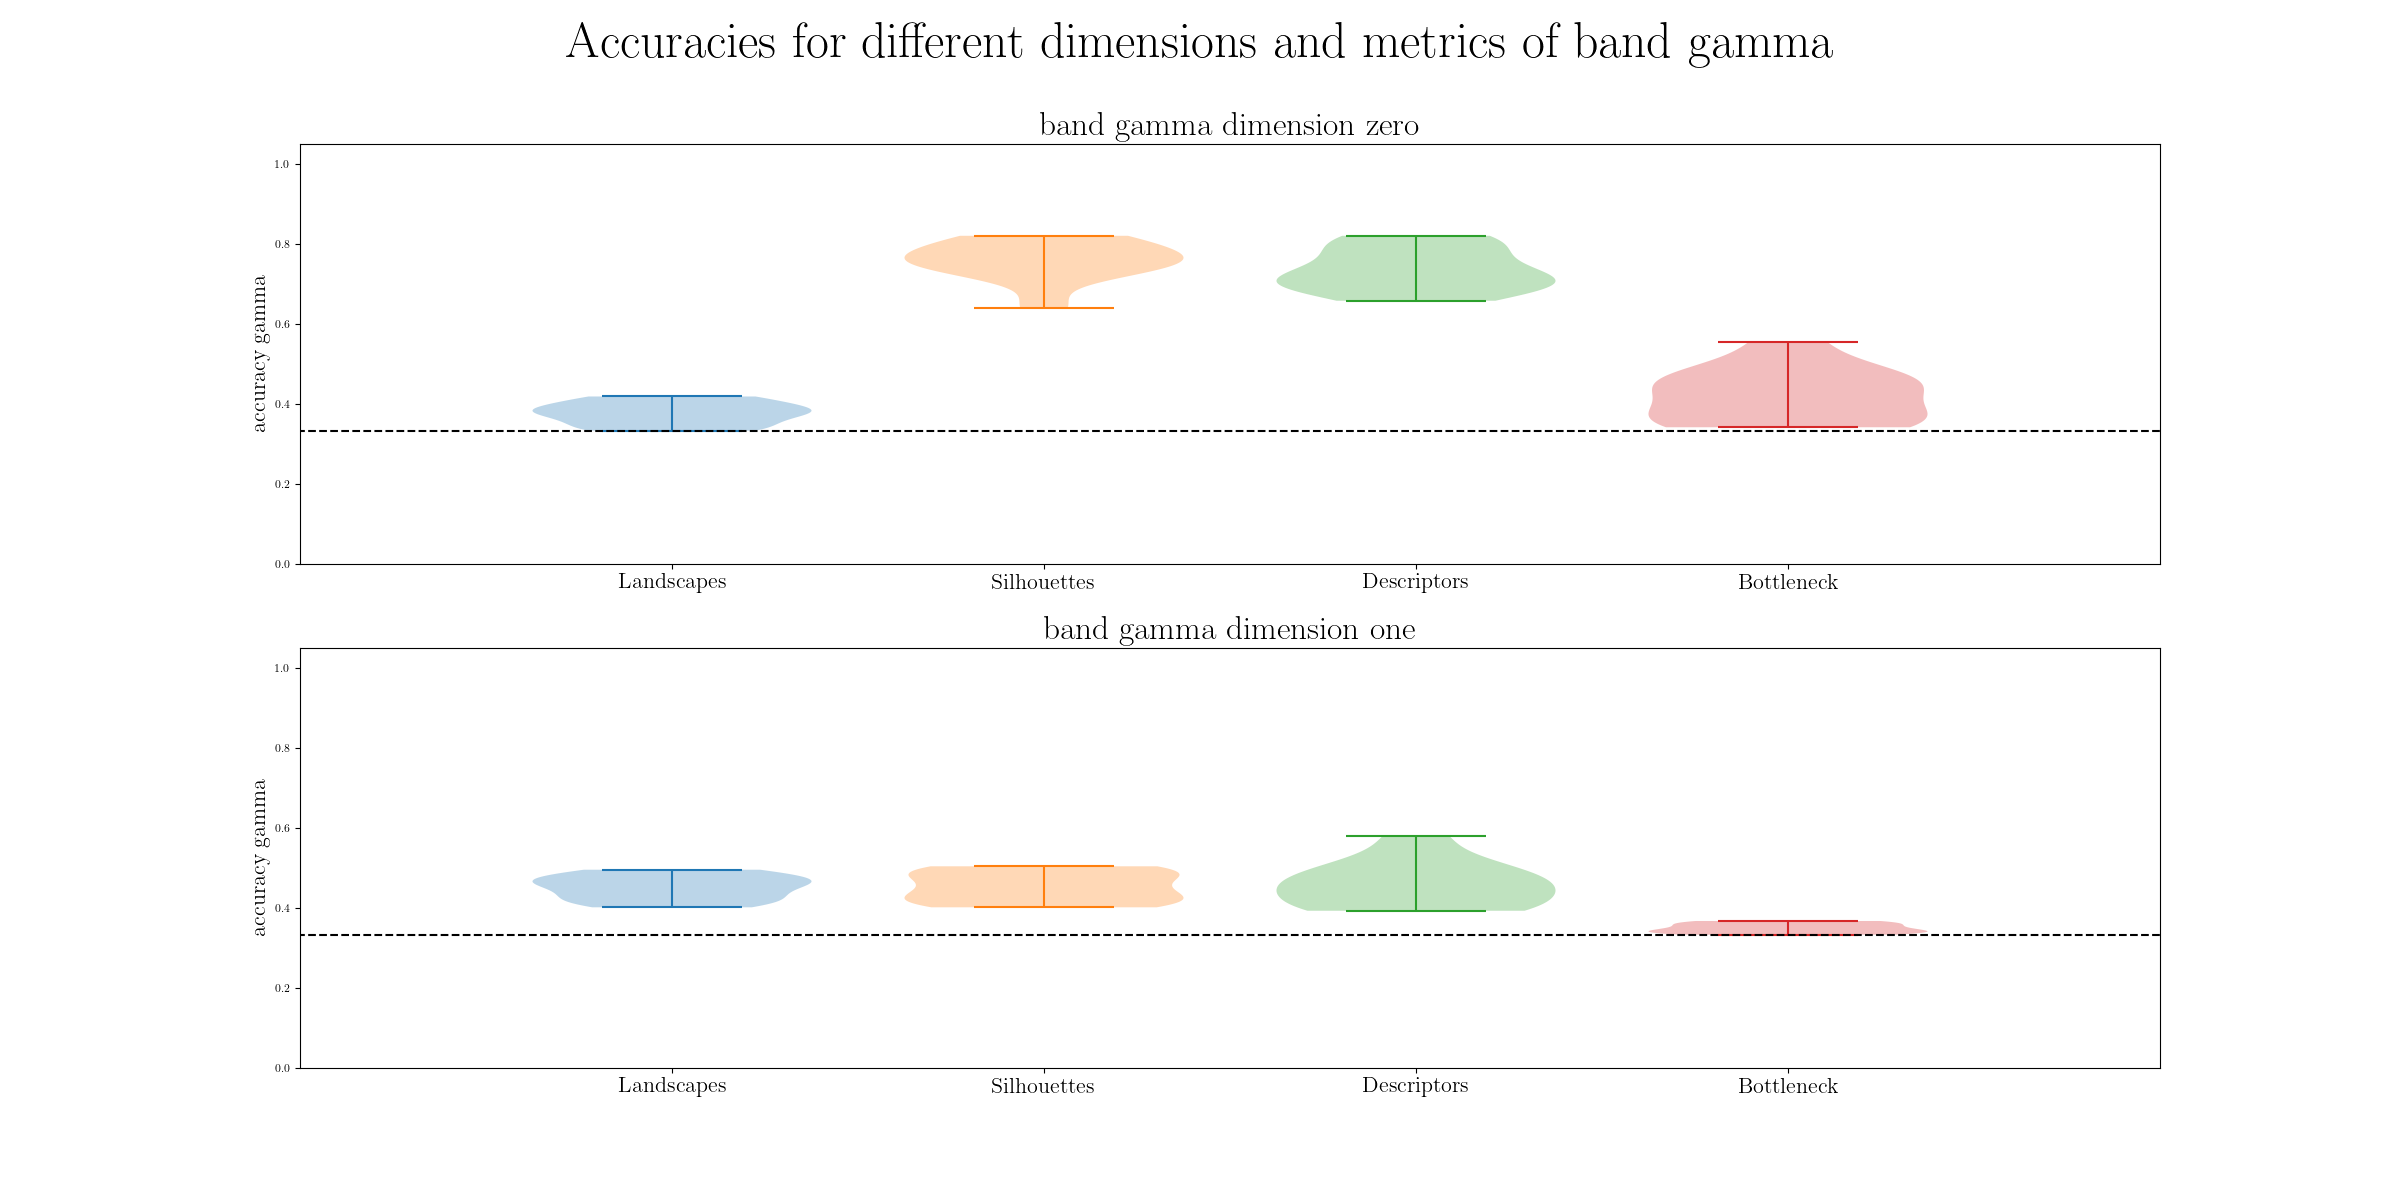 Accuracies for different dimensions and metrics of band gamma
band gamma dimension zero
accuracy gamma
1.0
0.8
0.6
0.4
0.2
0.0
Landscapes Silhouettes Descriptors Bottleneck
band gamma dimension one
accuracy gamma
1.0
0.8
0.6
0.4
0.2
0.0
Landscapes Silhouettes Descriptors Bottleneck